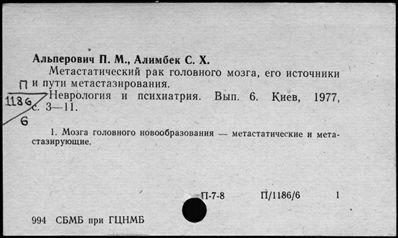 Альперович П. М., Алимбек С. Х.
Метастатический рак головного мозга, его источники
и пути метастазирования.
П
1186
6
Неврология и психиатрия. Вып. 6. Киев, 1977,
с. 3—11.
1. Мозга головного новообразования — метастатические и мета-
стазирующие.
П-7-8 П/1186/6 1
994 СБМБ при ГЦНМБ